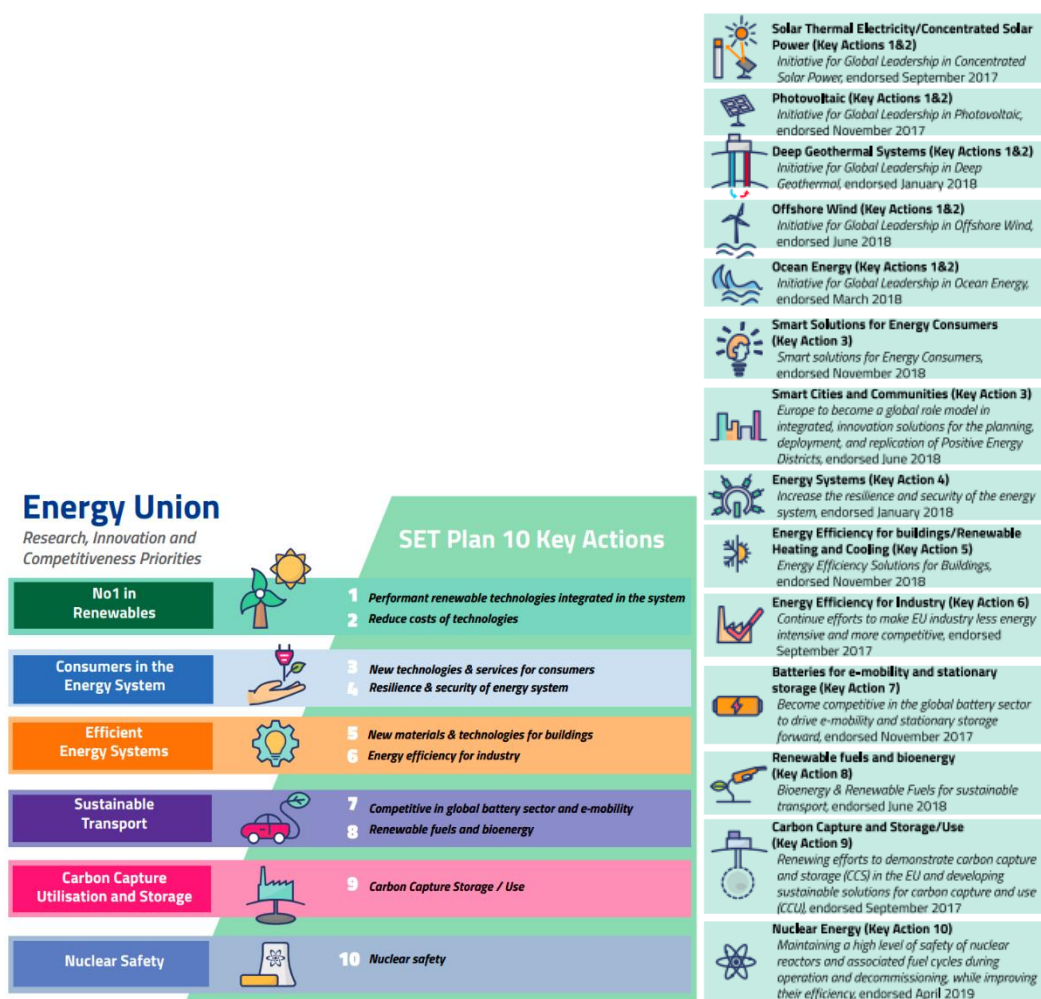 Energy Union
Research, Innovation and
Competitiveness Priorities
SET Plan 10 Key Actions
No1 in
Renewables
1 Performant renewable technologies integrated in the system
2 Reduce costs of technologies
Consumers in the
Energy System
3 New technologies & services for consumers
4 Resilience & security of energy system
Efficient
Energy Systems
5 New materials & technologies for buildings
6 Energy efficiency for industry
Sustainable
Transport
7 Competitive in global battery sector and e-mobility
8 Renewable fuels and bioenergy
Carbon Capture
Utilisation and Storage
9 Carbon Capture Storage / Use
Nuclear Safety
10 Nuclear safety
Solar Thermal Electricity/Concentrated Solar
Power (Key Actions 1&2)
Initiative for Global Leadership in Concentrated
Solar Power, endorsed September 2017
Photovoltaic (Key Actions 1&2)
Initiative for Global Leadership in Photovoltaic,
endorsed November 2017
Deep Geothermal Systems (Key Actions 1&2)
Initiative for Global Leadership in Deep
Geothermal, endorsed January 2018
Offshore Wind (Key Actions 1&2)
Initiative for Global Leadership in Offshore Wind,
endorsed June 2018
Ocean Energy (Key Actions 1&2)
Initiative for Global Leadership in Ocean Energy,
endorsed March 2018
Smart Solutions for Energy Consumers
(Key Action 3)
Smart solutions for Energy Consumers,
endorsed November 2018
Smart Cities and Communities (Key Action 3)
Europe to become a global role model in
integrated, innovation solutions for the planning,
deployment, and replication of Positive Energy
Districts, endorsed June 2018
Energy Systems (Key Action 4)
Increase the resilience and security of the energy
system, endorsed January 2018
Energy Efficiency for buildings/Renewable
Heating and Cooling (Key Action 5)
Energy Efficiency Solutions for Buildings,
endorsed November 2018
Energy Efficiency for Industry (Key Action 6)
Continue efforts to make EU industry less energy
intensive and more competitive, endorsed
September 2017
Batteries for e-mobility and stationary
storage (Key Action 7)
Become competitive in the global battery sector
to drive e-mobility and stationary storage
forward, endorsed November 2017
Renewable fuels and bioenergy
(Key Action 8)
Bioenergy & Renewable Fuels for sustainable
transport, endorsed June 2018
Carbon Capture and Storage/Use
(Key Action 9)
Renewing efforts to demonstrate carbon capture
and storage (CCS) in the EU and developing
sustainable solutions for carbon capture and use
(CCU), endorsed September 2017
Nuclear Energy (Key Action 10)
Maintaining a high level of safety of nuclear
reactors and associated fuel cycles during
operation and decommissioning, while improving
their efficiency, endorsed April 2019